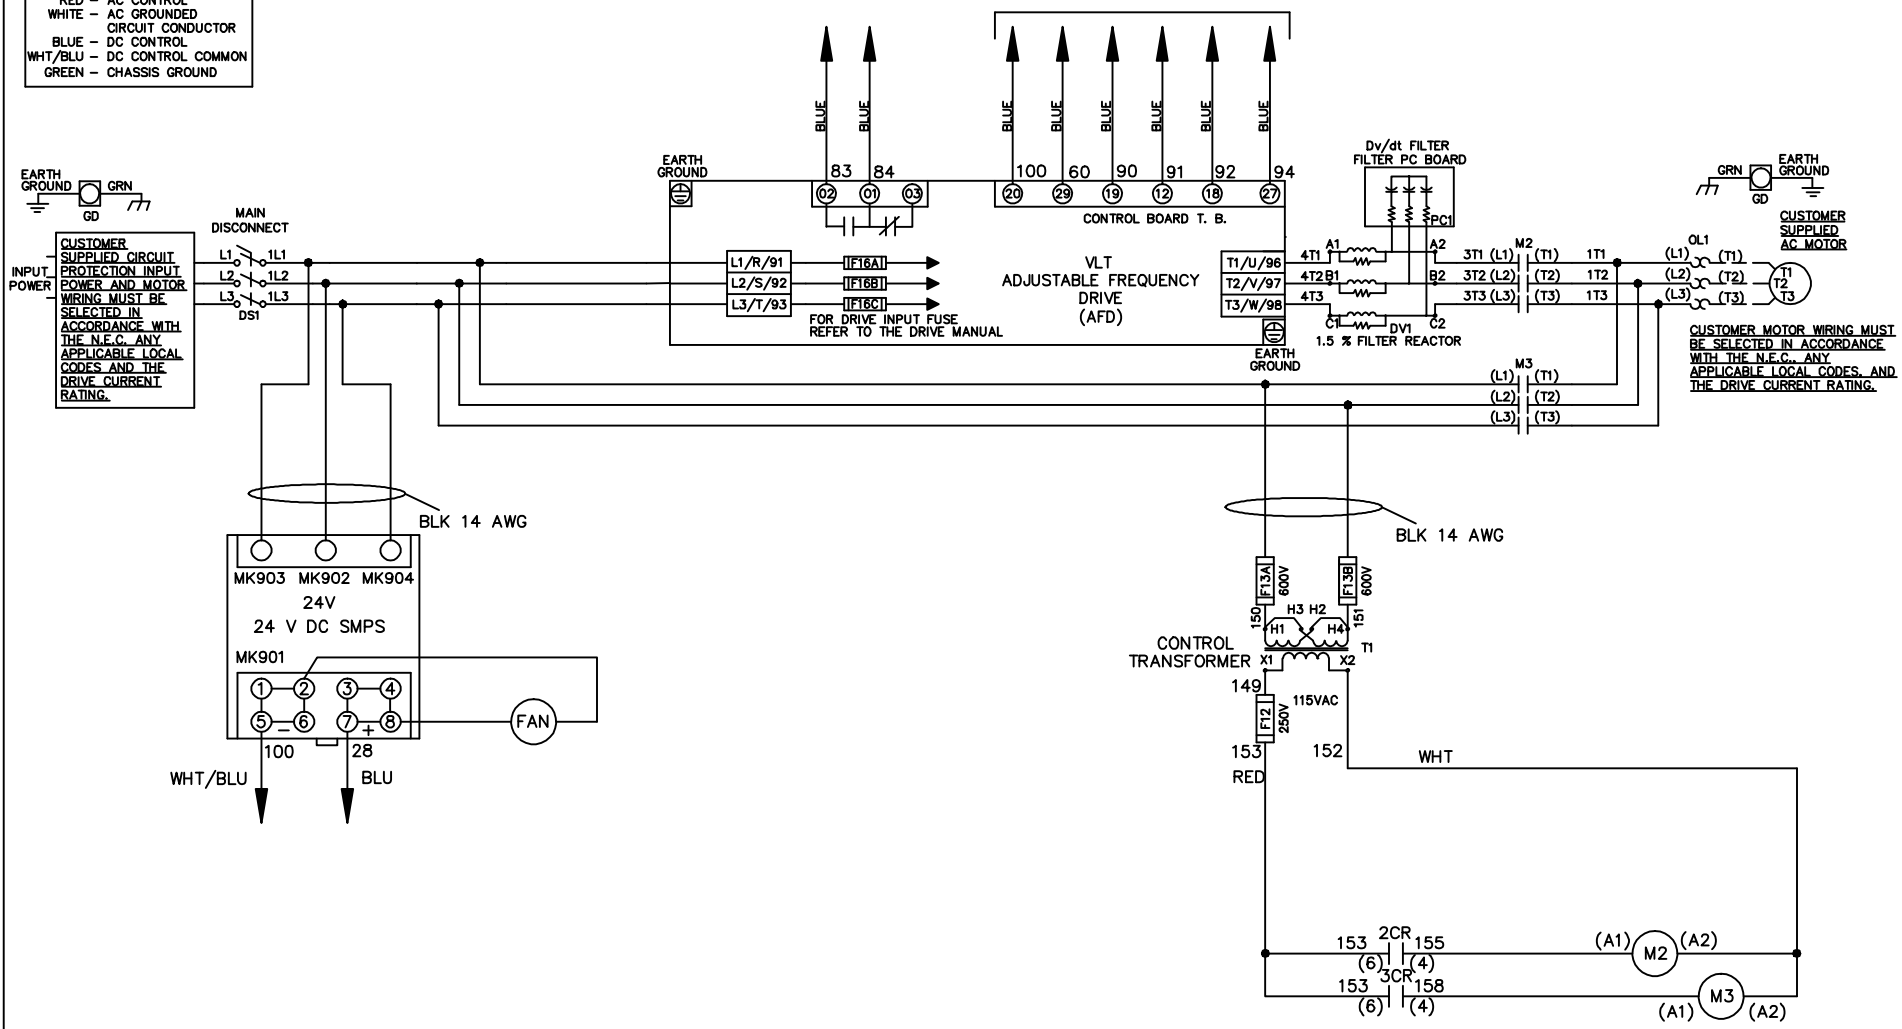 RED – AC CONTROL
WHITE – AC GROUNDED
CIRCUIT CONDUCTOR
BLUE – DC CONTROL
WHT/BLU – DC CONTROL COMMON
GREEN – CHASSIS GROUND
BLUE
BLUE
BLUE
BLUE
BLUE
BLUE
BLUE
BLUE
EARTH
GROUND
GRN
GD
MAIN
DISCONNECT
INPUT
POWER
CUSTOMER
SUPPLIED CIRCUIT
PROTECTION INPUT
POWER AND MOTOR
WIRING MUST BE
SELECTED IN
ACCORDANCE WITH
THE N.E.C. ANY
APPLICABLE LOCAL
CODES AND THE
DRIVE CURRENT
RATING.
L1 1L1
L2 1L2
L3 1L3
DS1
EARTH
GROUND
83 84
02 01 03
100 60 90 91 92 94
20 29 19 12 18 27
CONTROL BOARD T. B.
L1/R/91
L2/S/92
L3/T/93
F16A
F16B
F16C
FOR DRIVE INPUT FUSE
REFER TO THE DRIVE MANUAL
VLT
ADJUSTABLE FREQUENCY
DRIVE
(AFD)
T1/U/96
T2/V/97
T3/W/98
EARTH
GROUND
4T1
4T2
4T3
Dv/dt FILTER
FILTER PC BOARD
PC1
A1 A2
B1 B2
C1 C2
DV1
1.5 % FILTER REACTOR
M2
3T1 (L1) (T1) 1T1
3T2 (L2) (T2) 1T2
3T3 (L3) (T3) 1T3
OL1
(L1) (T1)
(L2) (T2)
(L3) (T3)
T1
T2
T3
GRN
GD
EARTH
GROUND
CUSTOMER
SUPPLIED
AC MOTOR
CUSTOMER MOTOR WIRING MUST
BE SELECTED IN ACCORDANCE
WITH THE N.E.C., ANY
APPLICABLE LOCAL CODES, AND
THE DRIVE CURRENT RATING.
M3
(L1) (T1)
(L2) (T2)
(L3) (T3)
BLK 14 AWG
MK903 MK902 MK904
24V
24 V DC SMPS
MK901
1 2 3 4
5 6 7 8
– +
FAN
100 28
WHT/BLU BLU
BLK 14 AWG
F13A
600V
F13B
600V
150
151
H3 H2
H1 H4
T1
CONTROL
TRANSFORMER
X1 X2
149
115VAC
F12
250V
153
RED
152
WHT
2CR
153 155
(6) (4)
(A1) M2 (A2)
3CR
153 158
(6) (4)
(A1) M3 (A2)